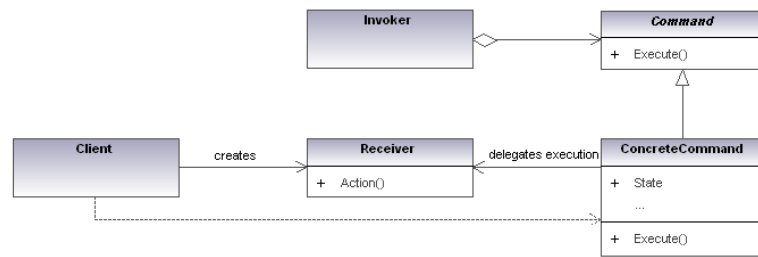 Invoker
Command
+ Execute()
Client
creates
Receiver
+ Action()
delegates execution
ConcreteCommand
+ State
...
+ Execute()